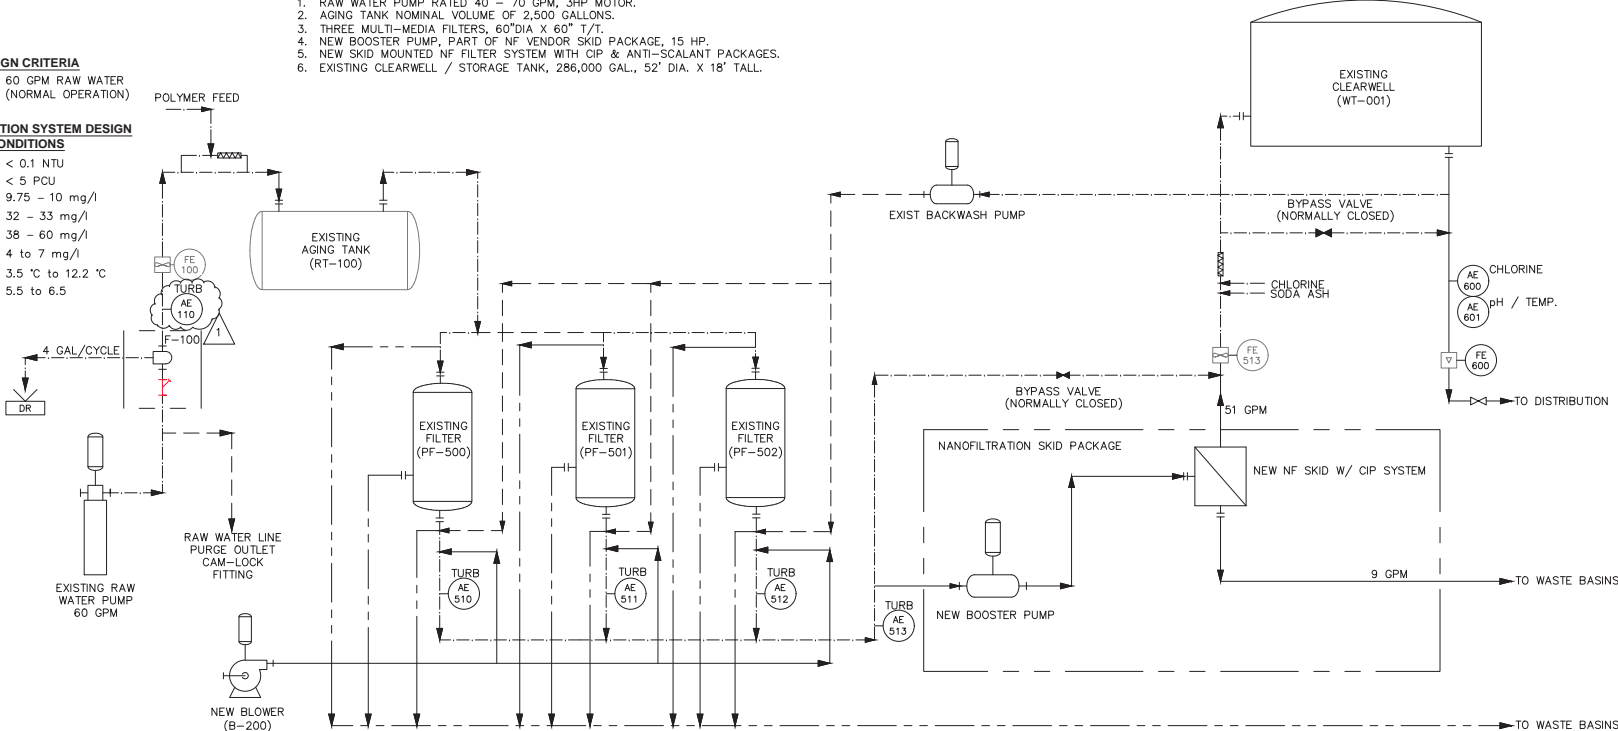 1. RAW WATER PUMP RATED 40 - 70 GPM, 3HP MOTOR.
2. AGING TANK NOMINAL VOLUME OF 2,500 GALLONS.
3. THREE MULTI-MEDIA FILTERS, 60"DIA X 60" T/T.
4. NEW BOOSTER PUMP, PART OF NF VENDOR SKID PACKAGE, 15 HP.
5. NEW SKID MOUNTED NF FILTER SYSTEM WITH CIP & ANTI-SCALANT PACKAGES.
6. EXISTING CLEARWELL / STORAGE TANK, 286,000 GAL., 52' DIA. X 18' TALL.
GN CRITERIA
60 GPM RAW WATER
(NORMAL OPERATION)
TION SYSTEM DESIGN
ONDITIONS
< 0.1 NTU
< 5 PCU
9.75 - 10 mg/l
32 - 33 mg/l
38 - 60 mg/l
4 to 7 mg/l
3.5 °C to 12.2 °C
5.5 to 6.5
POLYMER FEED
EXISTING
AGING TANK
(RT-100)
FE
100
TURB
AE
110
1
F-100
4 GAL/CYCLE
DR
EXISTING RAW
WATER PUMP
60 GPM
RAW WATER LINE
PURGE OUTLET
CAM-LOCK
FITTING
NEW BLOWER
(B-200)
EXISTING
FILTER
(PF-500)
EXISTING
FILTER
(PF-501)
EXISTING
FILTER
(PF-502)
TURB
AE
510
TURB
AE
511
TURB
AE
512
TURB
AE
513
EXIST BACKWASH PUMP
EXISTING
CLEARWELL
(WT-001)
BYPASS VALVE
(NORMALLY CLOSED)
CHLORINE
SODA ASH
AE
600
CHLORINE
AE
601
pH / TEMP.
FE
513
FE
600
TO DISTRIBUTION
BYPASS VALVE
(NORMALLY CLOSED)
51 GPM
NANOFILTRATION SKID PACKAGE
NEW NF SKID W/ CIP SYSTEM
NEW BOOSTER PUMP
9 GPM
TO WASTE BASINS
TO WASTE BASINS